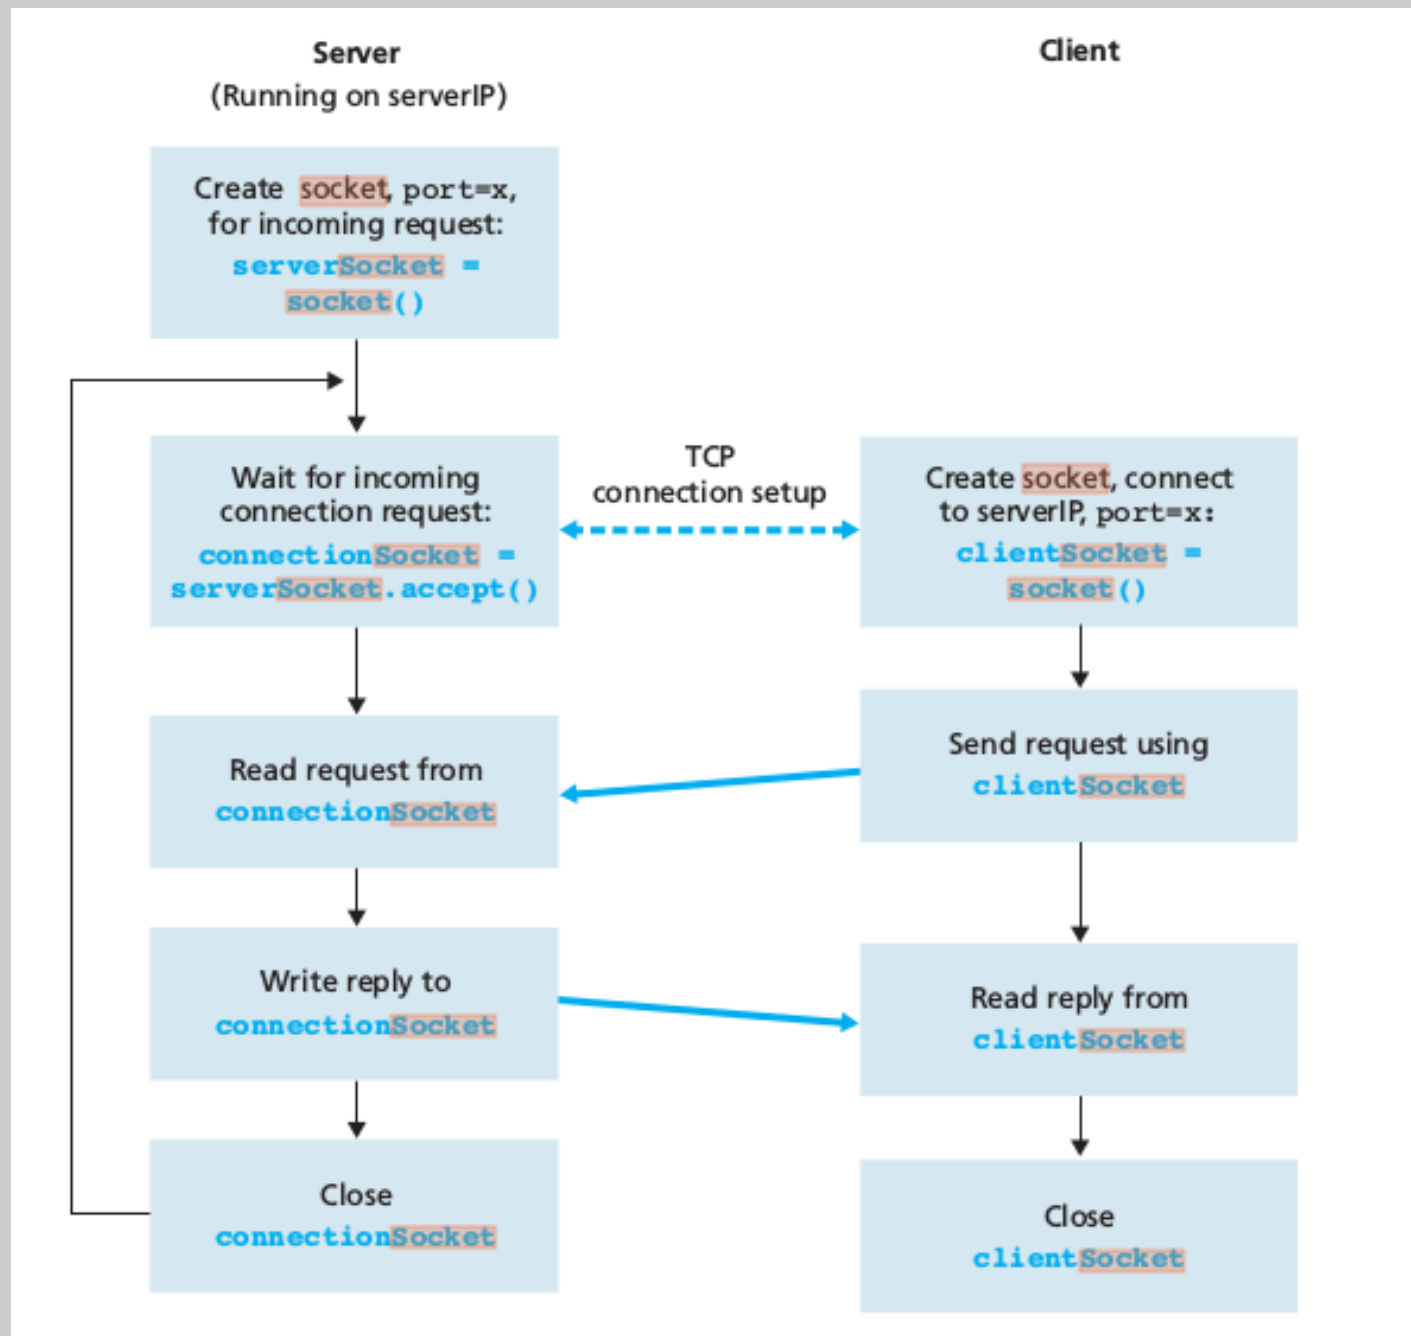 Server
(Running on serverIP)
Client
Create socket, port=x,
for incoming request:
serverSocket =
socket()
Wait for incoming
connection request:
connectionSocket =
serverSocket.accept()
TCP
connection setup
Create socket, connect
to serverIP, port=x:
clientSocket =
socket()
Read request from
connectionSocket
Send request using
clientSocket
Write reply to
connectionSocket
Read reply from
clientSocket
Close
connectionSocket
Close
clientSocket